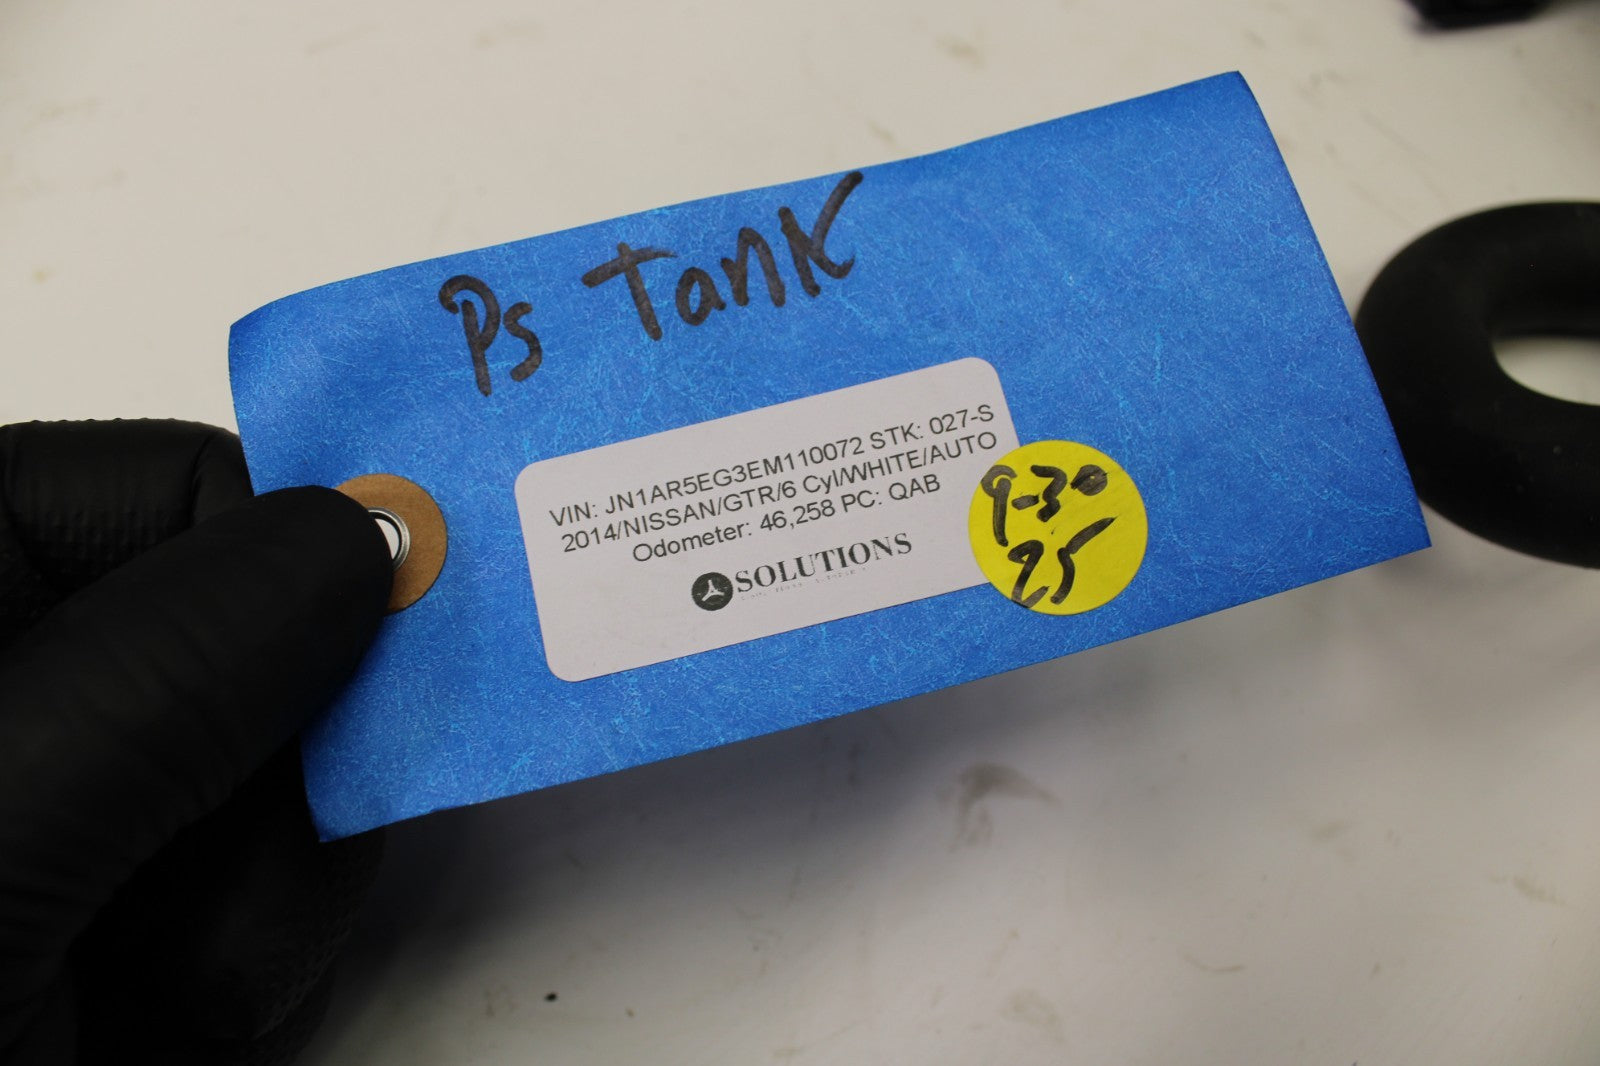 Ps Tank
VIN: JN1AR5EG3EM110072 STK: 027-S
2014/NISSAN/GTR/6 Cyl/WHITE/AUTO
Odometer: 46,258 PC: QAB
SOLUTIONS
9-30
25